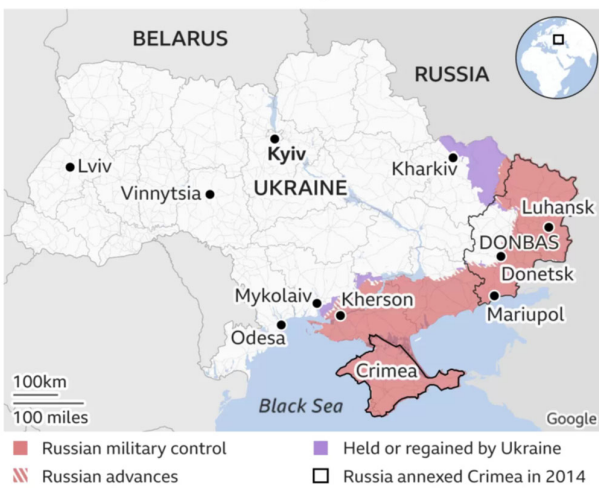 BELARUS
RUSSIA
Kyiv
Lviv
Kharkiv
Vinnytsia
UKRAINE
Luhansk
DONBAS
Donetsk
Mykolaiv
Kherson
Mariupol
Odesa
Crimea
100km
100 miles
Black Sea
Google
Russian military control
Held or regained by Ukraine
Russian advances
Russia annexed Crimea in 2014